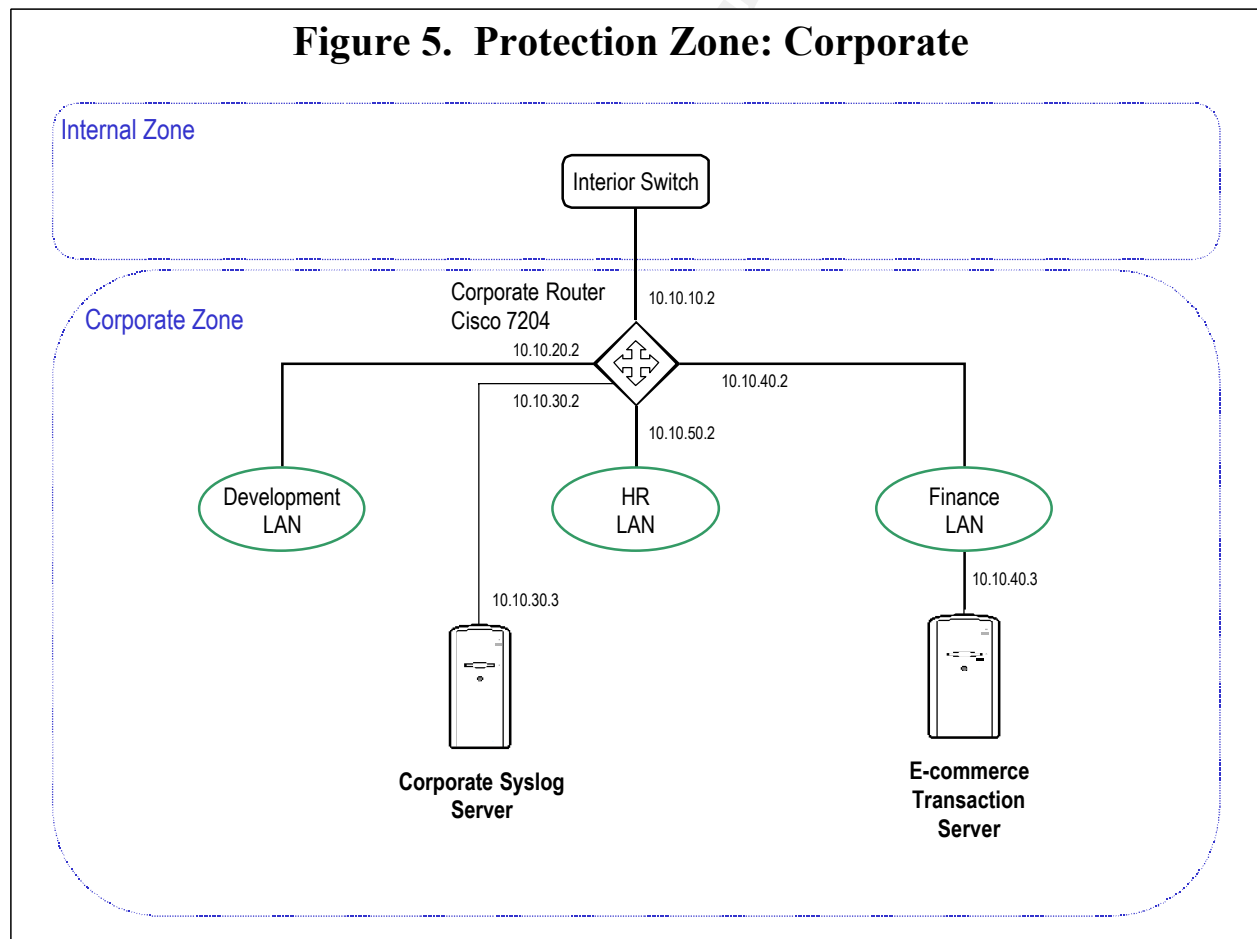 Figure 5. Protection Zone: Corporate
Internal Zone
Interior Switch
Corporate Router
Cisco 7204
10.10.10.2
Corporate Zone
10.10.20.2
10.10.30.2
10.10.40.2
10.10.50.2
Development
LAN
HR
LAN
Finance
LAN
10.10.30.3
10.10.40.3
Corporate Syslog
Server
E-commerce
Transaction
Server